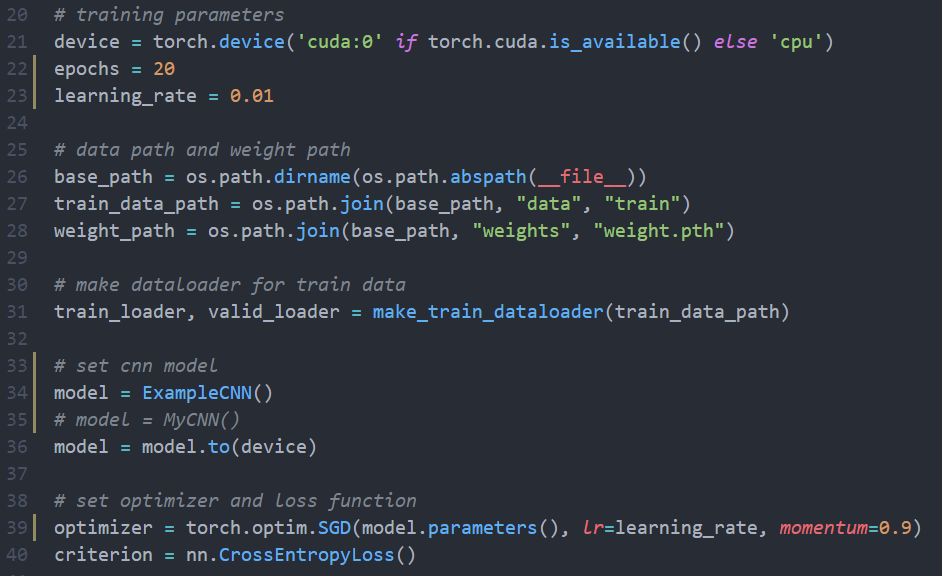 20 # training parameters
21 device = torch.device('cuda:0' if torch.cuda.is_available() else 'cpu')
22 epochs = 20
23 learning_rate = 0.01
24
25 # data path and weight path
26 base_path = os.path.dirname(os.path.abspath(__file__))
27 train_data_path = os.path.join(base_path, "data", "train")
28 weight_path = os.path.join(base_path, "weights", "weight.pth")
29
30 # make dataloader for train data
31 train_loader, valid_loader = make_train_dataloader(train_data_path)
32
33 # set cnn model
34 model = ExampleCNN()
35 # model = MyCNN()
36 model = model.to(device)
37
38 # set optimizer and loss function
39 optimizer = torch.optim.SGD(model.parameters(), lr=learning_rate, momentum=0.9)
40 criterion = nn.CrossEntropyLoss()